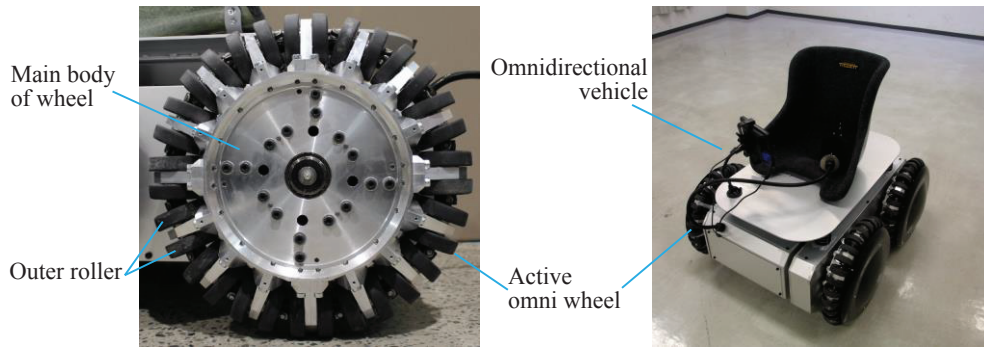 Main body
of wheel
Outer roller
Omnidirectional
vehicle
Active
omni wheel